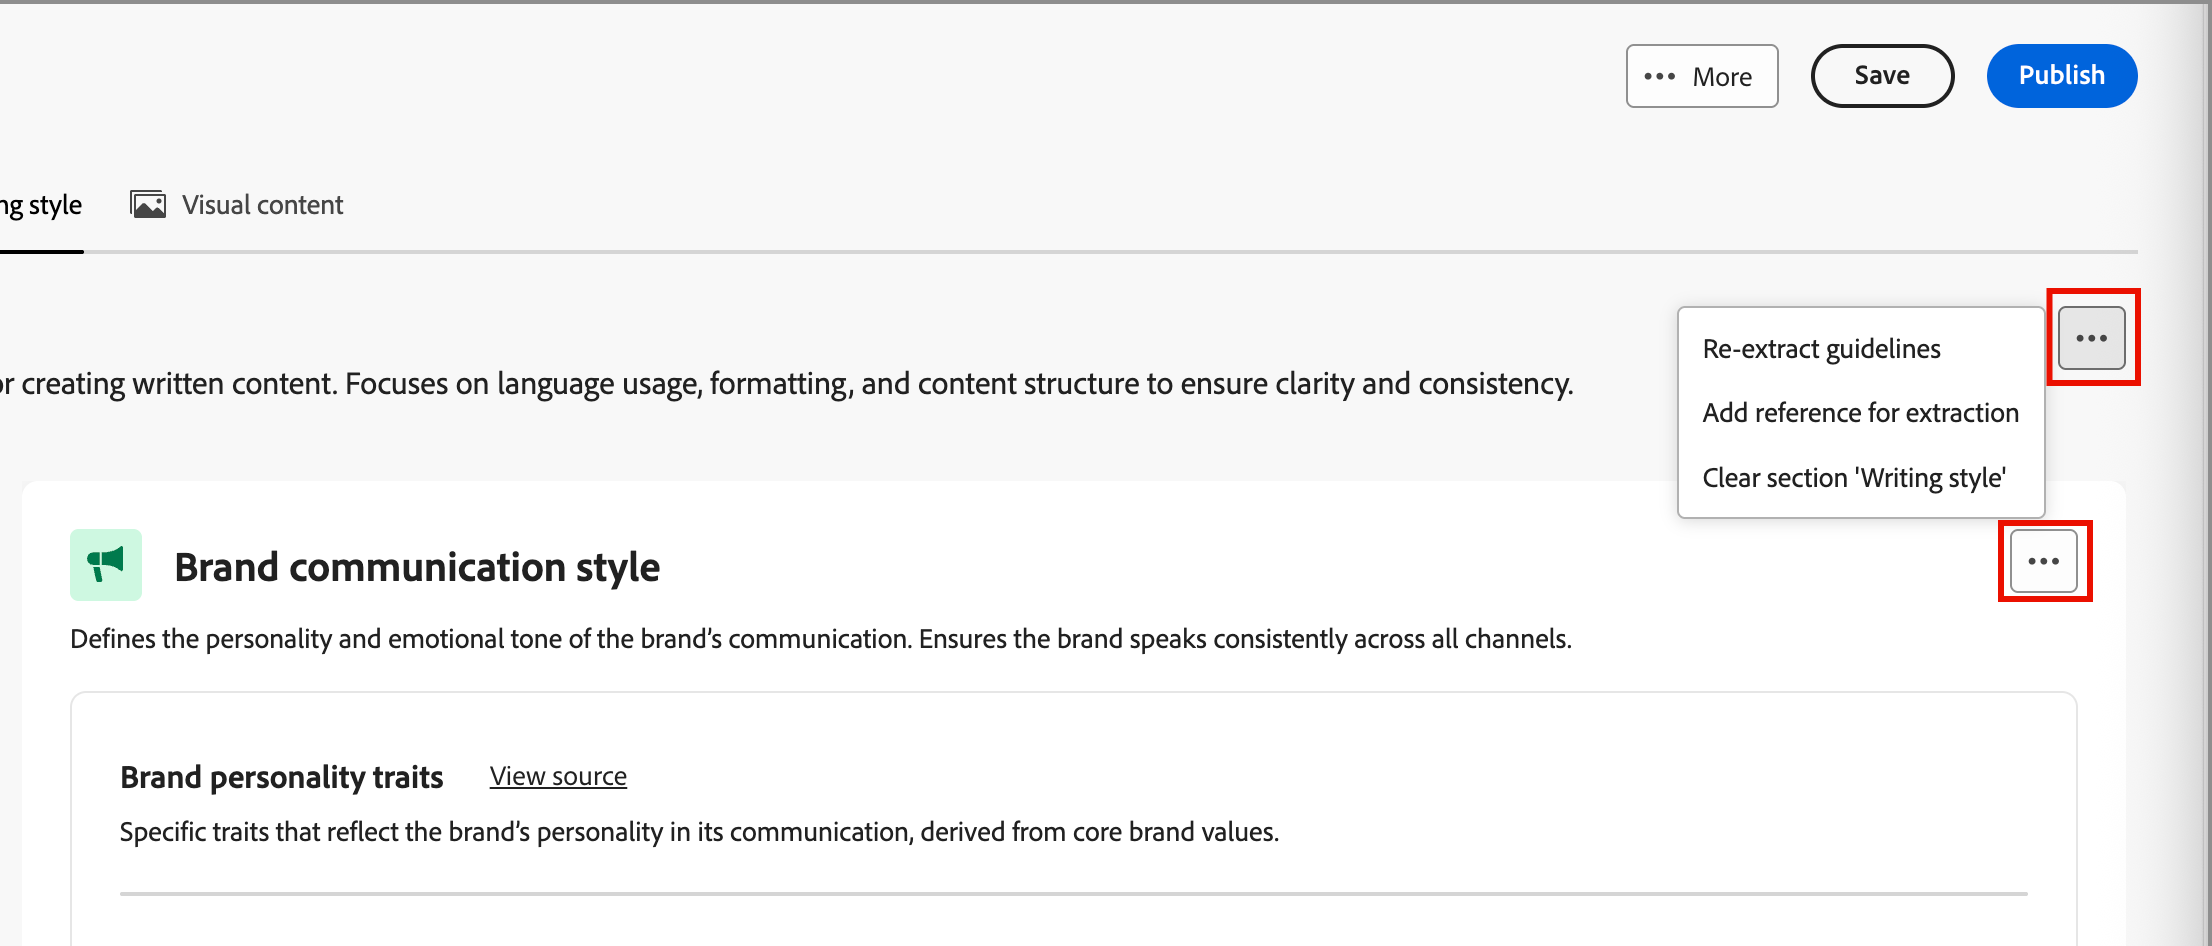 More
Save
Publish
ng style
Visual content
Re-extract guidelines
or creating written content. Focuses on language usage, formatting, and content structure to ensure clarity and consistency.
Add reference for extraction
Clear section 'Writing style'
Brand communication style
Defines the personality and emotional tone of the brand’s communication. Ensures the brand speaks consistently across all channels.
Brand personality traits View source
Specific traits that reflect the brand’s personality in its communication, derived from core brand values.